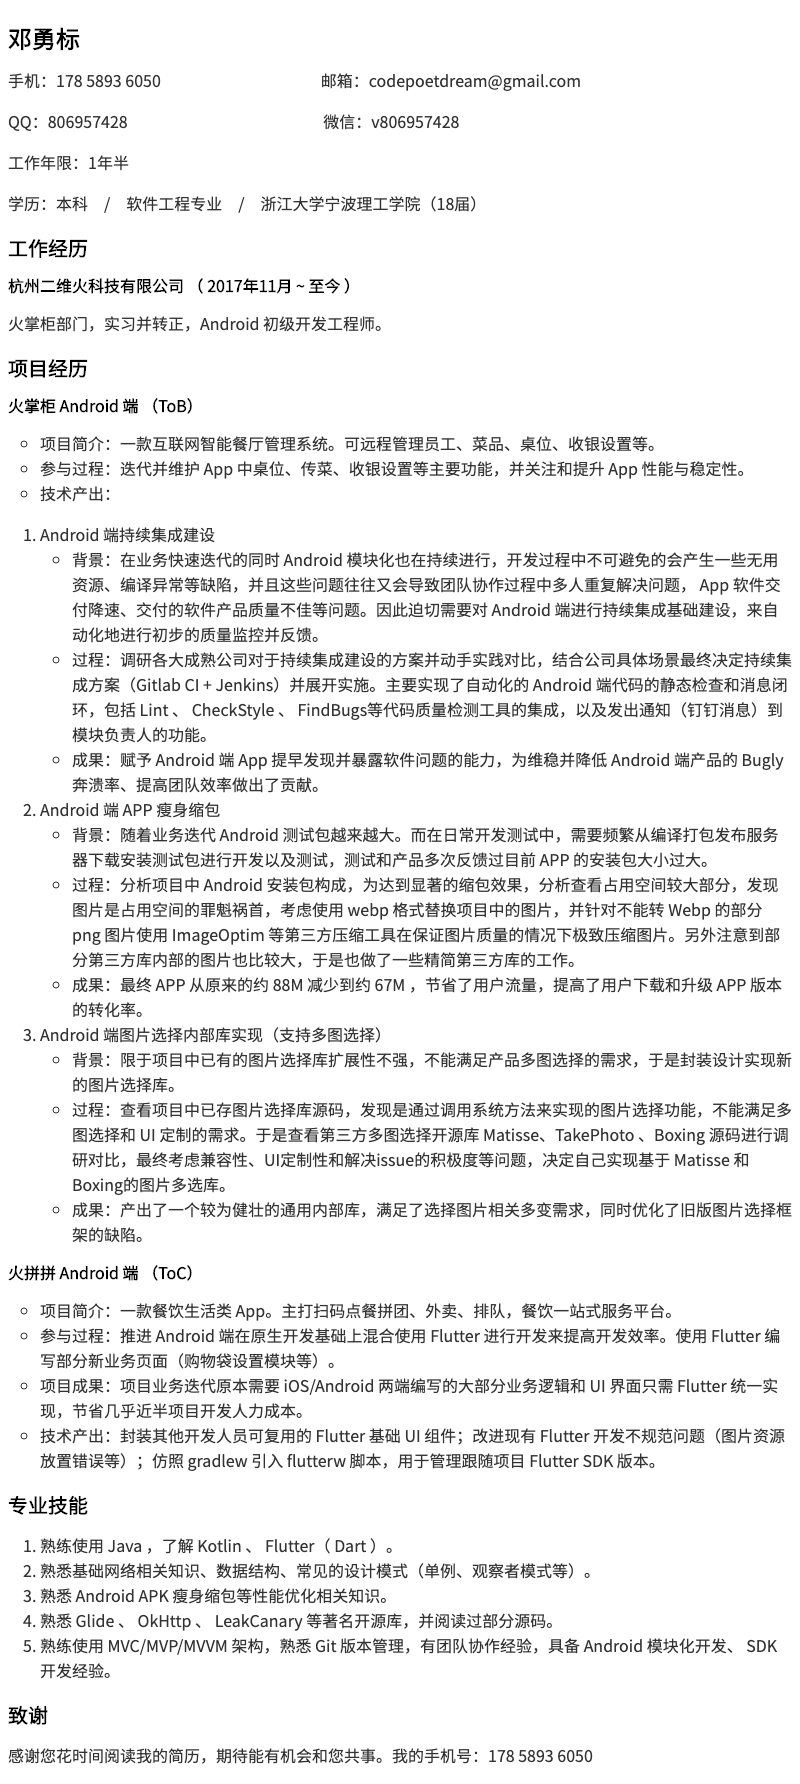 邓勇标
手机：178 5893 6050 邮箱：codepoetdream@gmail.com
QQ：806957428 微信：v806957428
工作年限：1年半
学历：本科 / 软件工程专业 / 浙江大学宁波理工学院（18届）
工作经历
杭州二维火科技有限公司 （ 2017年11月 ~ 至今 ）
火掌柜部门，实习并转正，Android 初级开发工程师。
项目经历
火掌柜 Android 端 （ToB）
项目简介：一款互联网智能餐厅管理系统。可远程管理员工、菜品、桌位、收银设置等。
参与过程：迭代并维护 App 中桌位、传菜、收银设置等主要功能，并关注和提升 App 性能与稳定性。
技术产出：
1. Android 端持续集成建设
背景：在业务快速迭代的同时 Android 模块化也在持续进行，开发过程中不可避免的会产生一些无用
资源、编译异常等缺陷，并且这些问题往往又会导致团队协作过程中多人重复解决问题， App 软件交
付降速、交付的软件产品质量不佳等问题。因此迫切需要对 Android 端进行持续集成基础建设，来自
动化地进行初步的质量监控并反馈。
过程：调研各大成熟公司对于持续集成建设的方案并动手实践对比，结合公司具体场景最终决定持续集
成方案（Gitlab CI + Jenkins）并展开实施。主要实现了自动化的 Android 端代码的静态检查和消息闭
环，包括 Lint 、 CheckStyle 、 FindBugs等代码质量检测工具的集成，以及发出通知（钉钉消息）到
模块负责人的功能。
成果：赋予 Android 端 App 提早发现并暴露软件问题的能力，为维稳并降低 Android 端产品的 Bugly
奔溃率、提高团队效率做出了贡献。
2. Android 端 APP 瘦身缩包
背景：随着业务迭代 Android 测试包越来越大。而在日常开发测试中，需要频繁从编译打包发布服务
器下载安装测试包进行开发以及测试，测试和产品多次反馈过目前 APP 的安装包大小过大。
过程：分析项目中 Android 安装包构成，为达到显著的缩包效果，分析查看占用空间较大部分，发现
图片是占用空间的罪魁祸首，考虑使用 webp 格式替换项目中的图片，并针对不能转 Webp 的部分
png 图片使用 ImageOptim 等第三方压缩工具在保证图片质量的情况下极致压缩图片。另外注意到部
分第三方库内部的图片也比较大，于是也做了一些精简第三方库的工作。
成果：最终 APP 从原来的约 88M 减少到约 67M ，节省了用户流量，提高了用户下载和升级 APP 版本
的转化率。
3. Android 端图片选择内部库实现（支持多图选择）
背景：限于项目中已有的图片选择库扩展性不强，不能满足产品多图选择的需求，于是封装设计实现新
的图片选择库。
过程：查看项目中已存图片选择库源码，发现是通过调用系统方法来实现的图片选择功能，不能满足多
图选择和 UI 定制的需求。于是查看第三方多图选择开源库 Matisse、TakePhoto 、Boxing 源码进行调
研对比，最终考虑兼容性、UI定制性和解决issue的积极度等问题，决定自己实现基于 Matisse 和
Boxing的图片多选库。
成果：产出了一个较为健壮的通用内部库，满足了选择图片相关多变需求，同时优化了旧版图片选择框
架的缺陷。
火拼拼 Android 端 （ToC）
项目简介：一款餐饮生活类 App。主打扫码点餐拼团、外卖、排队，餐饮一站式服务平台。
参与过程：推进 Android 端在原生开发基础上混合使用 Flutter 进行开发来提高开发效率。使用 Flutter 编
写部分新业务页面（购物袋设置模块等）。
项目成果：项目业务迭代原本需要 iOS/Android 两端编写的大部分业务逻辑和 UI 界面只需 Flutter 统一实
现，节省几乎近半项目开发人力成本。
技术产出：封装其他开发人员可复用的 Flutter 基础 UI 组件；改进现有 Flutter 开发不规范问题（图片资源
放置错误等）；仿照 gradlew 引入 flutterw 脚本，用于管理跟随项目 Flutter SDK 版本。
专业技能
1. 熟练使用 Java ，了解 Kotlin 、 Flutter（ Dart ）。
2. 熟悉基础网络相关知识、数据结构、常见的设计模式（单例、观察者模式等）。
3. 熟悉 Android APK 瘦身缩包等性能优化相关知识。
4. 熟悉 Glide 、 OkHttp 、 LeakCanary 等著名开源库，并阅读过部分源码。
5. 熟练使用 MVC/MVP/MVVM 架构，熟悉 Git 版本管理，有团队协作经验，具备 Android 模块化开发、 SDK
开发经验。
致谢
感谢您花时间阅读我的简历，期待能有机会和您共事。我的手机号：178 5893 6050